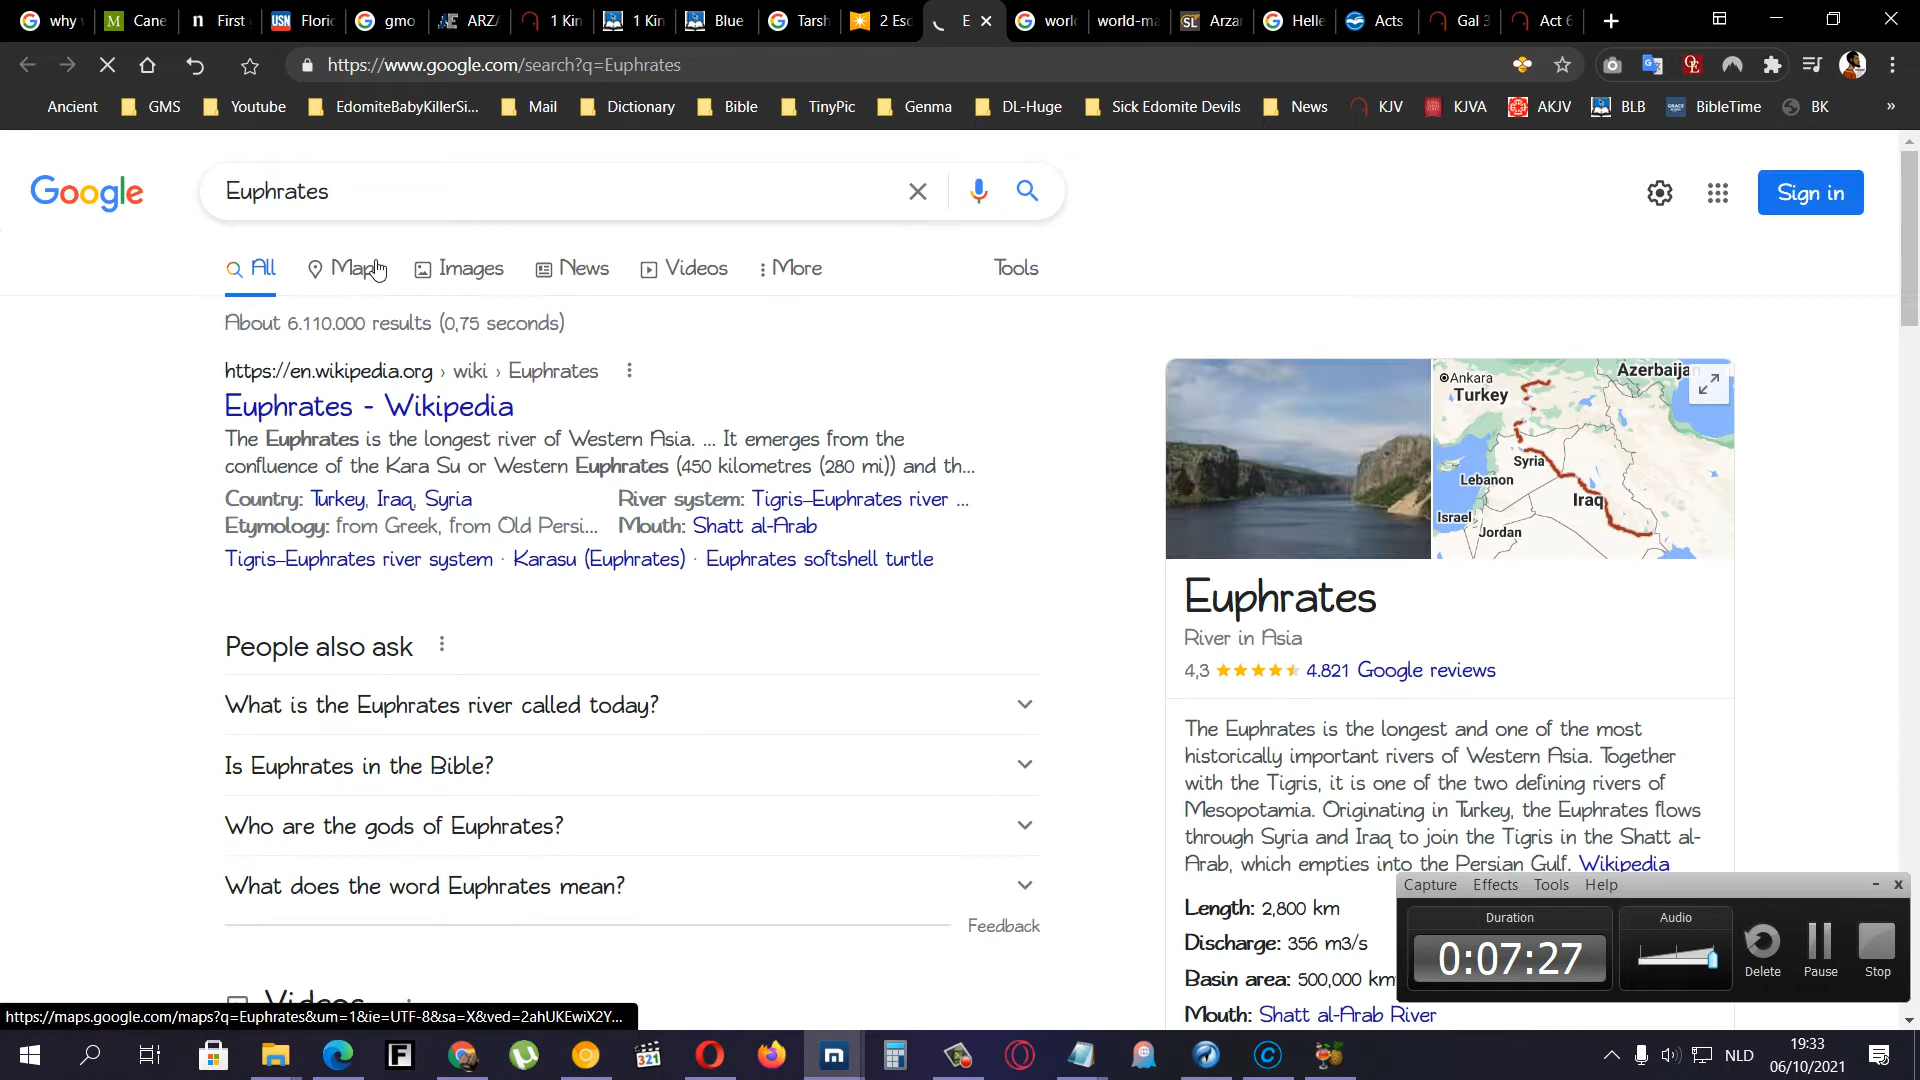 why
Cane
First
Floric
gmo
ARZA
1 Kin
1 Kin
Blue
Tarsh
2 Esd
E
world
world-ma
Arzar
Helle
Acts
Gal 3
Act 6
https://www.google.com/search?q=Euphrates
Ancient
GMS
Youtube
EdomiteBabyKillerSi...
Mail
Dictionary
Bible
TinyPic
Genma
DL-Huge
Sick Edomite Devils
News
KJV
KJVA
AKJV
BLB
BibleTime
BK
»
Google
Euphrates
Sign in
All
Maps
Images
News
Videos
More
Tools
About 6.110.000 results (0,75 seconds)
https://en.wikipedia.org › wiki › Euphrates
Euphrates - Wikipedia
The Euphrates is the longest river of Western Asia. ... It emerges from the
confluence of the Kara Su or Western Euphrates (450 kilometres (280 mi)) and th...
Country: Turkey, Iraq, Syria
River system: Tigris–Euphrates river ...
Etymology: from Greek, from Old Persi...
Mouth: Shatt al-Arab
Tigris–Euphrates river system · Karasu (Euphrates) · Euphrates softshell turtle
People also ask
What is the Euphrates river called today?
Is Euphrates in the Bible?
Who are the gods of Euphrates?
What does the word Euphrates mean?
Feedback
Videos
Ankara
Turkey
Azerbaijan
Syria
Lebanon
Iraq
Israel
Jordan
Euphrates
River in Asia
4,3
4.821 Google reviews
The Euphrates is the longest and one of the most
historically important rivers of Western Asia. Together
with the Tigris, it is one of the two defining rivers of
Mesopotamia. Originating in Turkey, the Euphrates flows
through Syria and Iraq to join the Tigris in the Shatt al-
Arab, which empties into the Persian Gulf. Wikipedia
Length: 2,800 km
Discharge: 356 m3/s
Basin area: 500,000 km
Mouth: Shatt al-Arab River
Capture
Effects
Tools
Help
Duration
0:07:27
Audio
Delete
Pause
Stop
https://maps.google.com/maps?q=Euphrates&um=1&ie=UTF-8&sa=X&ved=2ahUKEwiX2Y...
321
NLD
19:33
06/10/2021